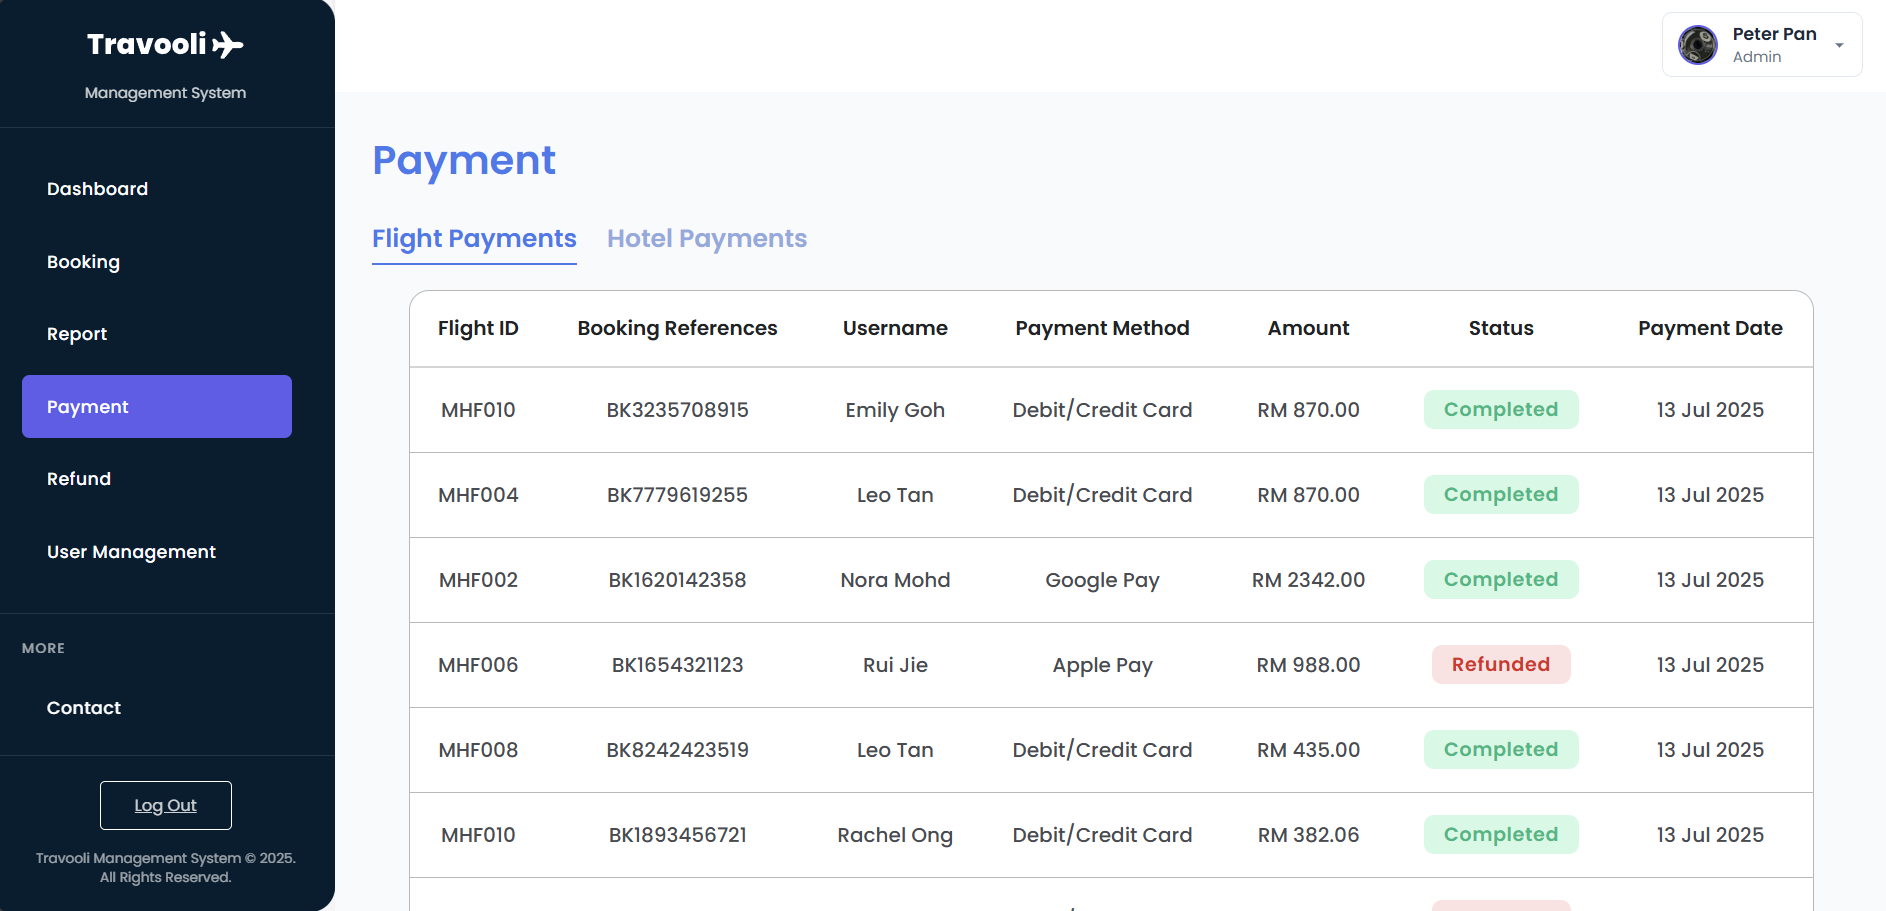 Travooli
Management System
Peter Pan
Admin
Dashboard
Booking
Report
Payment
Refund
User Management
MORE
Contact
Log Out
Travooli Management System © 2025.
All Rights Reserved.
Payment
Flight Payments Hotel Payments
Flight ID Booking References Username Payment Method Amount Status Payment Date
MHF010 BK3235708915 Emily Goh Debit/Credit Card RM 870.00 Completed 13 Jul 2025
MHF004 BK7779619255 Leo Tan Debit/Credit Card RM 870.00 Completed 13 Jul 2025
MHF002 BK1620142358 Nora Mohd Google Pay RM 2342.00 Completed 13 Jul 2025
MHF006 BK1654321123 Rui Jie Apple Pay RM 988.00 Refunded 13 Jul 2025
MHF008 BK8242423519 Leo Tan Debit/Credit Card RM 435.00 Completed 13 Jul 2025
MHF010 BK1893456721 Rachel Ong Debit/Credit Card RM 382.06 Completed 13 Jul 2025